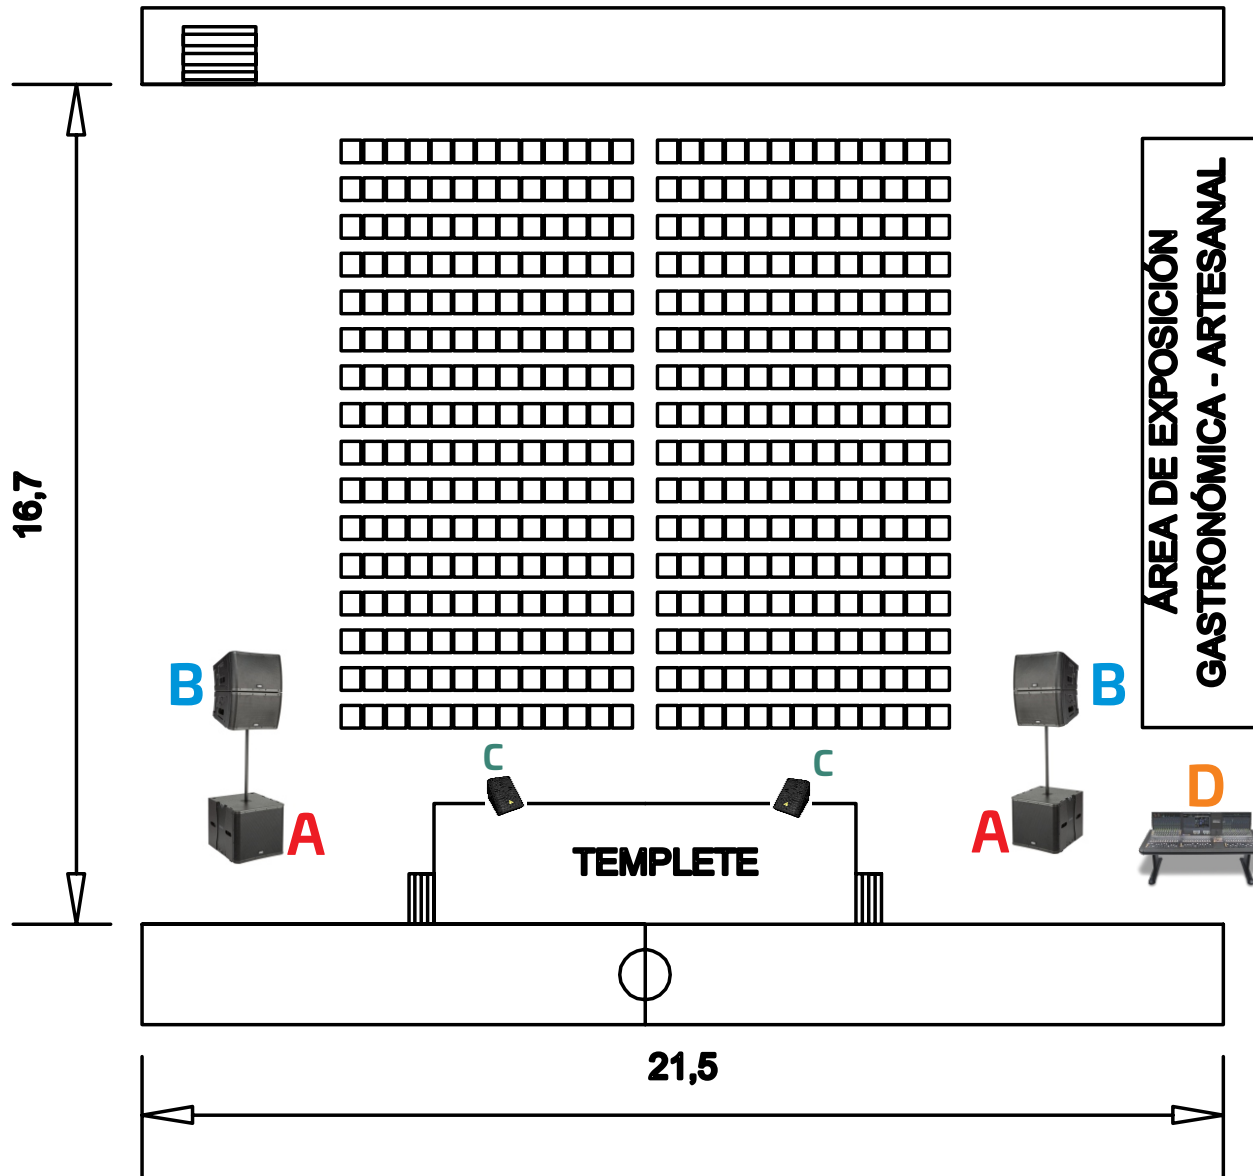 ÁREA DE EXPOSICIÓN
GASTRONÓMICA - ARTESANAL
16,7
B
B
C
C
D
A
A
TEMPLETE
21,5